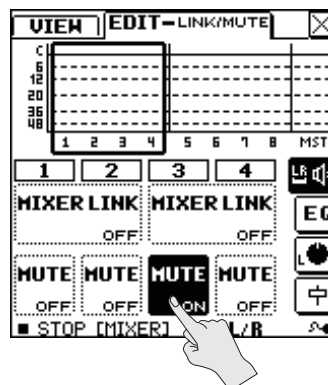 VIEW EDIT-LINK/MUTE
C
6
12
20
36
48
1 2 3 4 5 6 7 8 MST
1 2 3 4 LR
MIXER LINK MIXER LINK EQ
OFF OFF
L
MUTE MUTE MUTE MUTE
OFF OFF ON OFF
■ STOP [MIXER] L/R